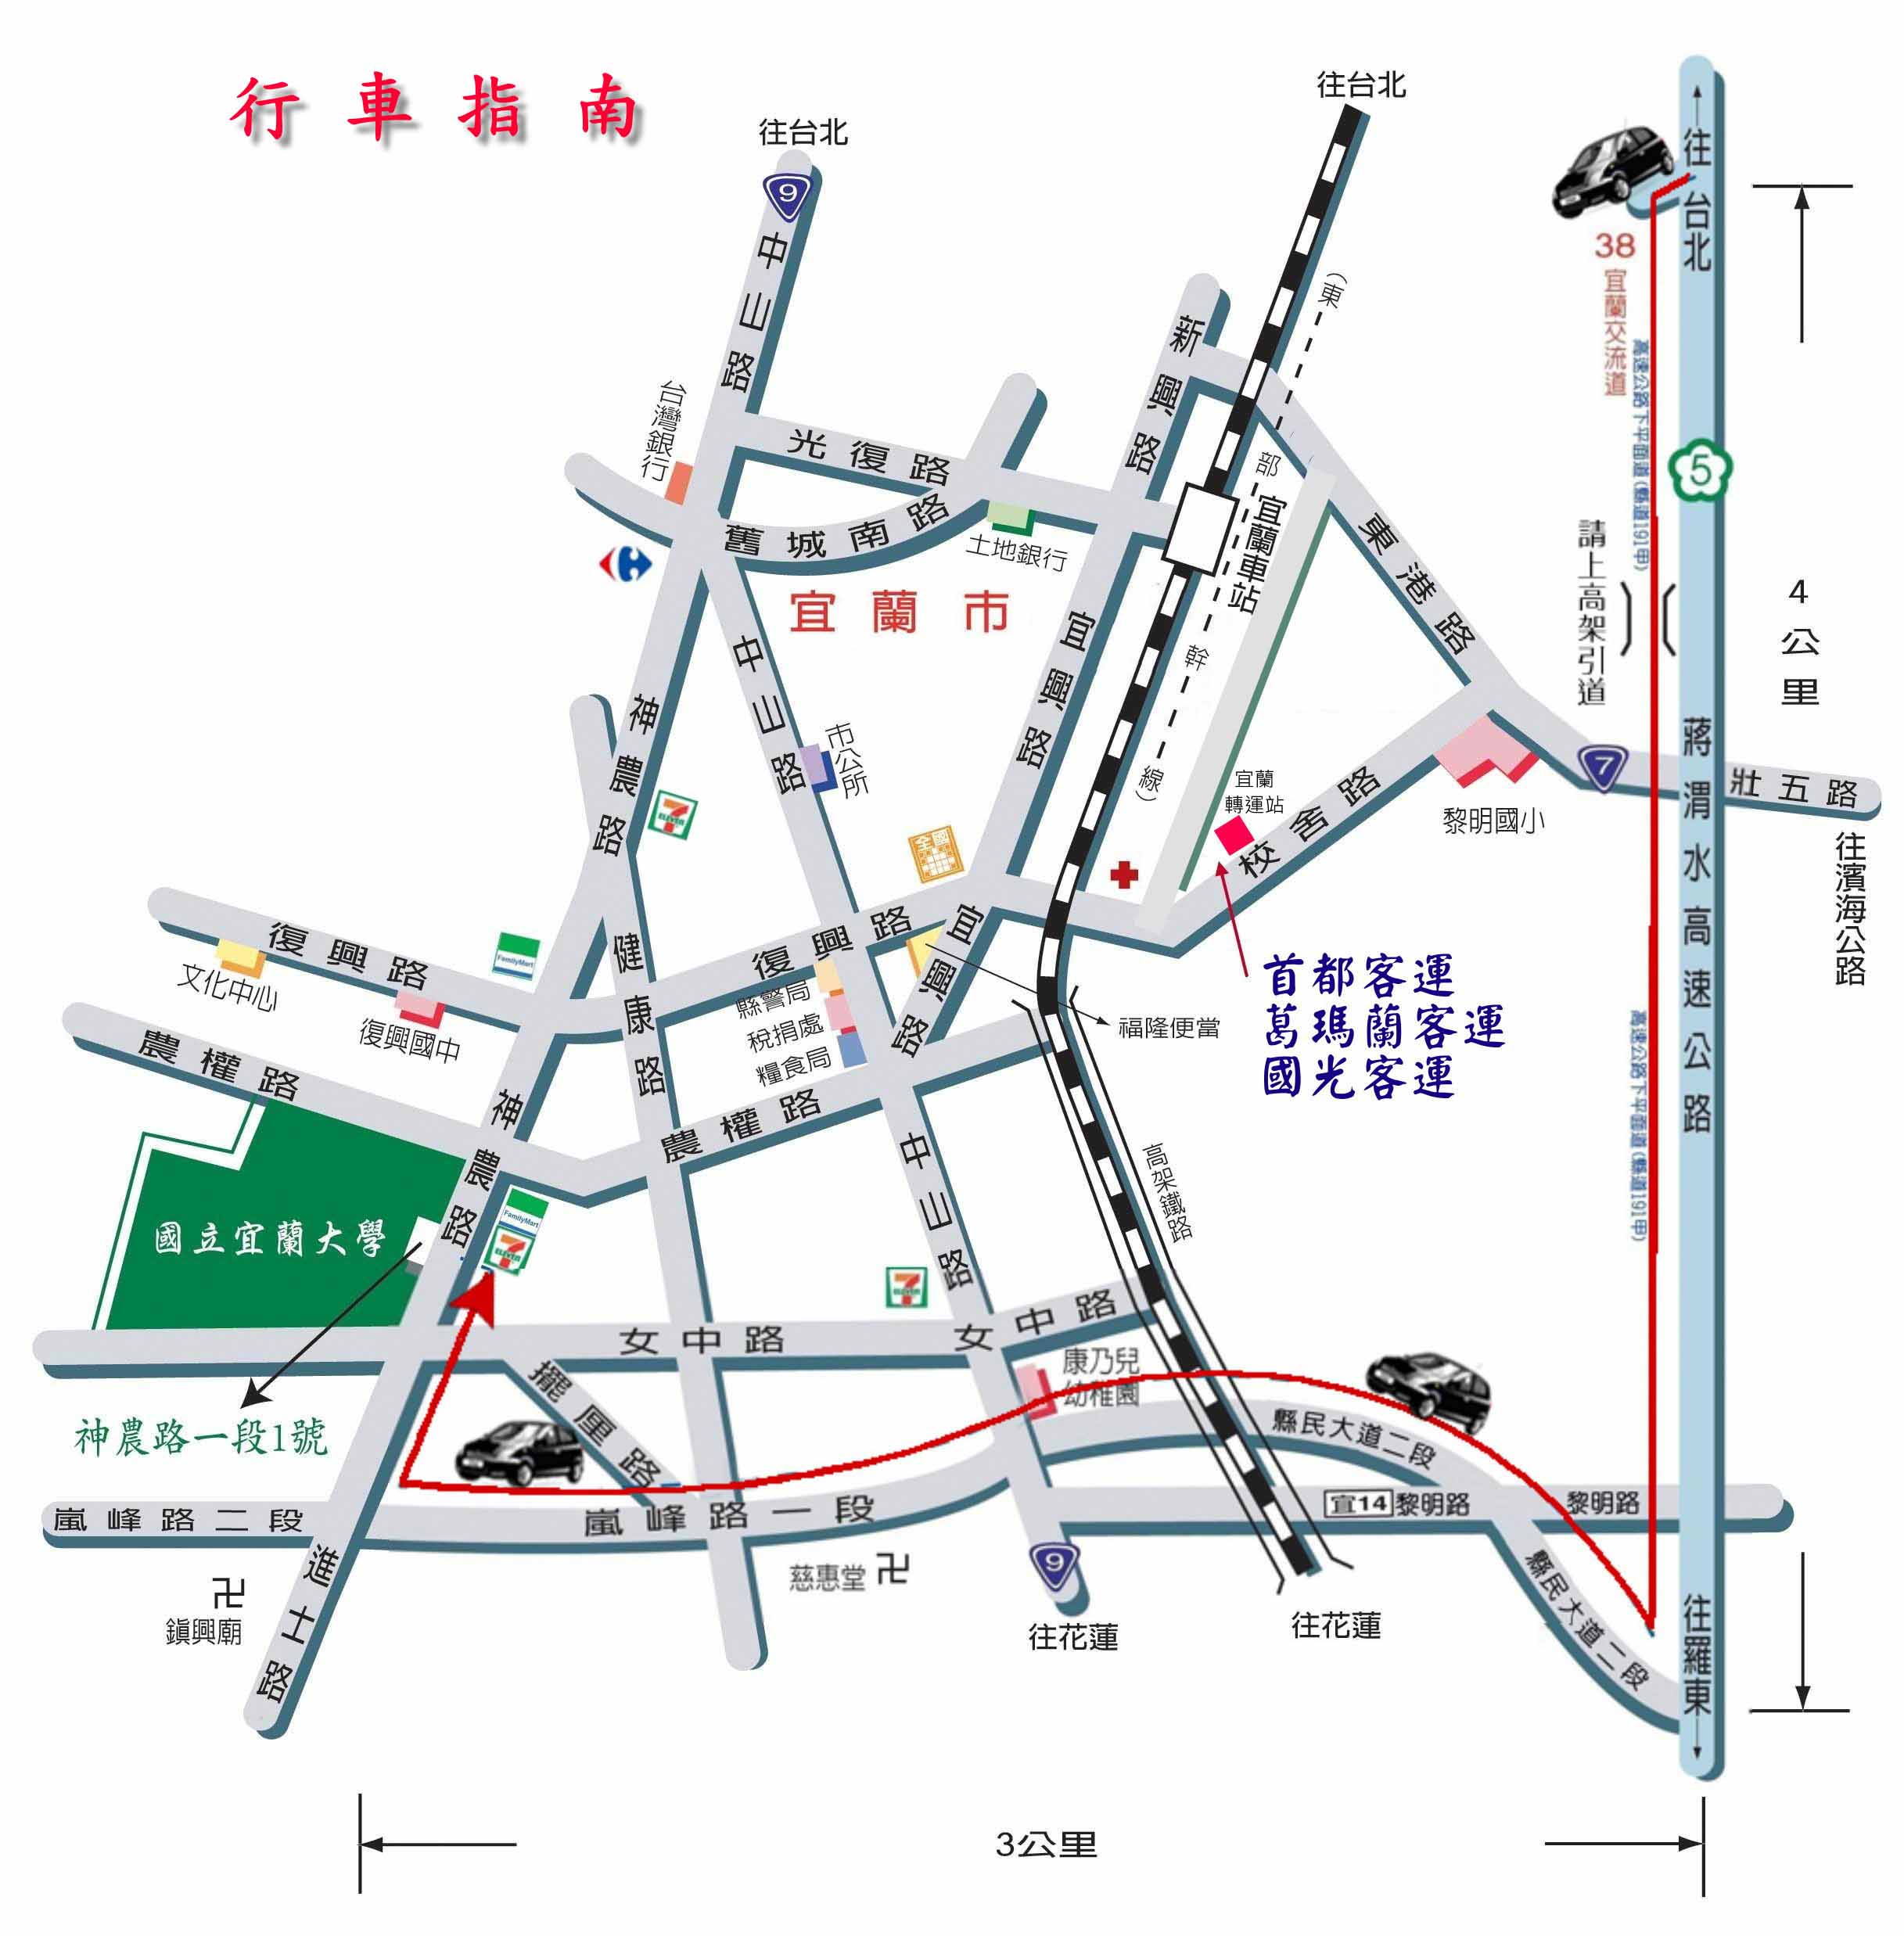 行車指南
往台北
往台北
9
中山路
台灣銀行
光復路
舊城南路
土地銀行
宜蘭市
新興路
(東部幹線)
宜蘭車站
東港路
往台北
38
宜蘭交流道
高速公路下平面道(縣道191甲)
請上高架引道
5
4公里
蔣渭水高速公路
7
壯五路
往濱海公路
神農路
中山路
市公所
宜興路
7 ELEVEN
全國
宜蘭轉運站
校舍路
黎明國小
首都客運
葛瑪蘭客運
國光客運
復興路
文化中心
復興國中
FamilyMart
健康路
復興路
縣警局
稅捐處
糧食局
宜興路
福隆便當
農權路
神農路
農權路
中山路
高架鐵路
高速公路下平面道(縣道191甲)
國立宜蘭大學
FamilyMart
7 ELEVEN
7 ELEVEN
女中路
女中路
擺厘路
康乃兒
幼稚園
神農路一段1號
縣民大道二段
嵐峰路二段
嵐峰路一段
宜14
黎明路
黎明路
縣民大道二段
進士路
鎮興廟
慈惠堂
9
往花蓮
往花蓮
往羅東
3公里